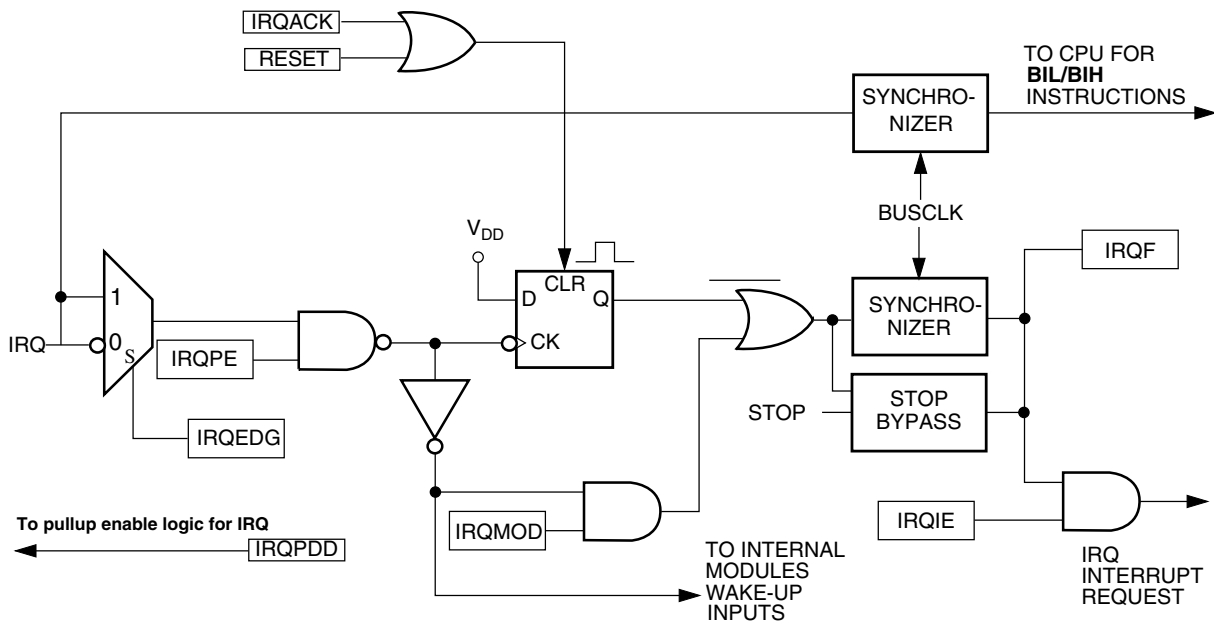 IRQACK
RESET
TO CPU FOR
BIL/BIH
INSTRUCTIONS
SYNCHRO-
NIZER
BUSCLK
VDD
CLR
D
Q
CK
1
0
S
IRQ
IRQPE
IRQEDG
SYNCHRO-
NIZER
IRQF
STOP
STOP
BYPASS
IRQMOD
IRQIE
To pullup enable logic for IRQ
IRQPDD
TO INTERNAL
MODULES
WAKE-UP
INPUTS
IRQ
INTERRUPT
REQUEST